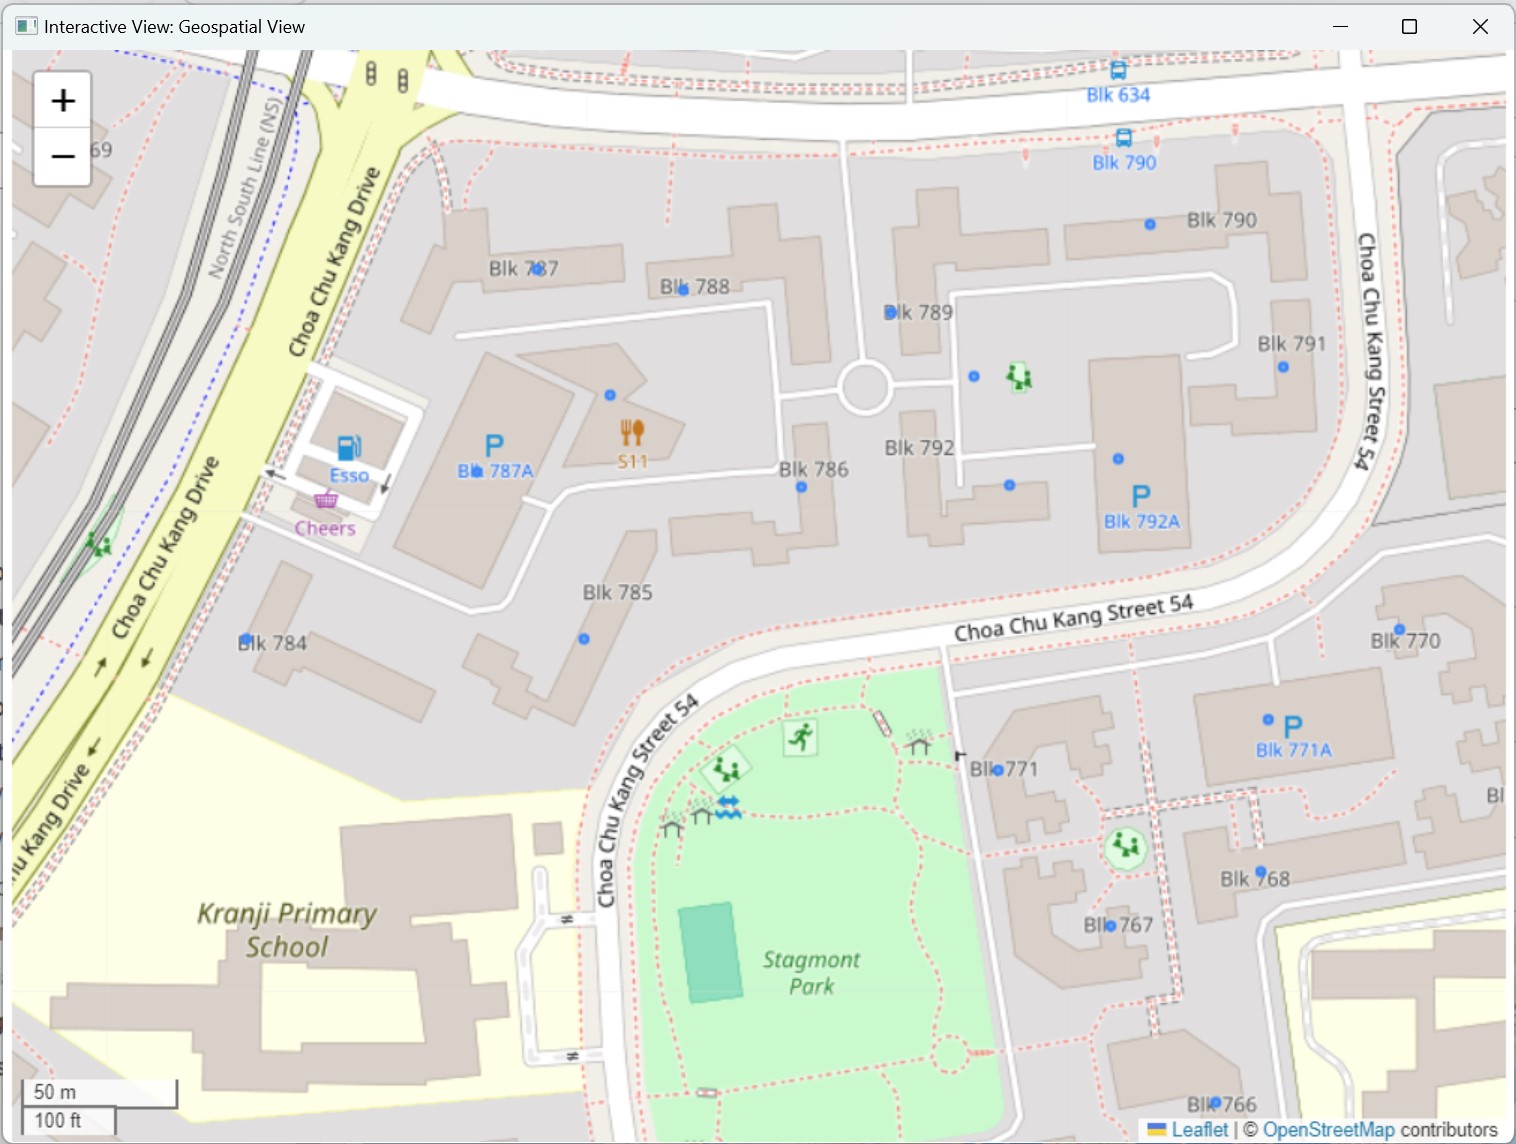 Interactive View: Geospatial View
+
−
69
North South Line (NS)
Choa Chu Kang Drive
Blk 634
Blk 790
Blk 790
Blk 787
Blk 788
Blk 789
Blk 791
Choa Chu Kang Street 54
Esso
Cheers
P
Blk 787A
S11
Blk 786
Blk 792
P
Blk 792A
Choa Chu Kang Drive
Blk 785
Blk 784
Choa Chu Kang Street 54
Blk 770
P
Blk 771A
Blk 771
Choa Chu Kang Street 54
Kang Drive
Bl
Blk 768
Kranji Primary
School
Blk 767
Stagmont
Park
Blk 766
50 m
100 ft
Leaflet | © OpenStreetMap contributors